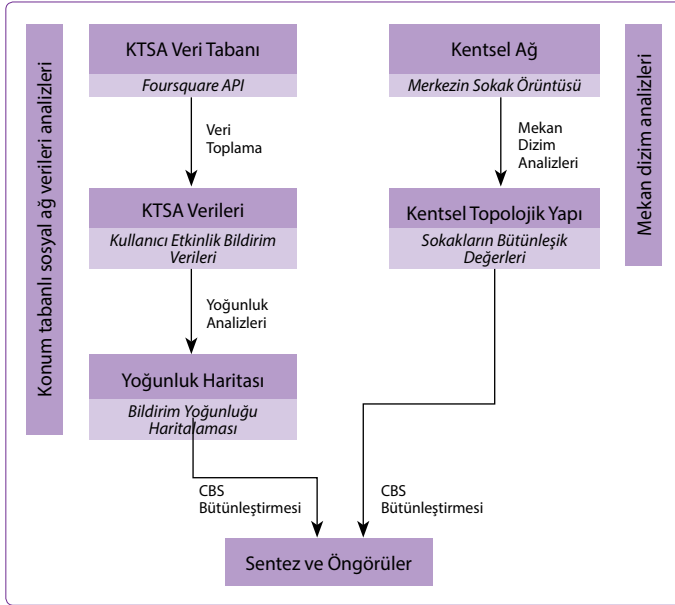 Konum tabanlı sosyal ağ verileri analizleri
KTSA Veri Tabanı
Foursquare API
Veri
Toplama
KTSA Verileri
Kullanıcı Etkinlik Bildirim
Verileri
Yoğunluk
Analizleri
Yoğunluk Haritası
Bildirim Yoğunluğu
Haritalaması
CBS
Bütünleştirmesi
Kentsel Ağ
Merkezin Sokak Örüntüsü
Mekan
Dizim
Analizleri
Kentsel Topolojik Yapı
Sokakların Bütünleşik
Değerleri
CBS
Bütünleştirmesi
Mekan dizim analizleri
Sentez ve Öngörüler